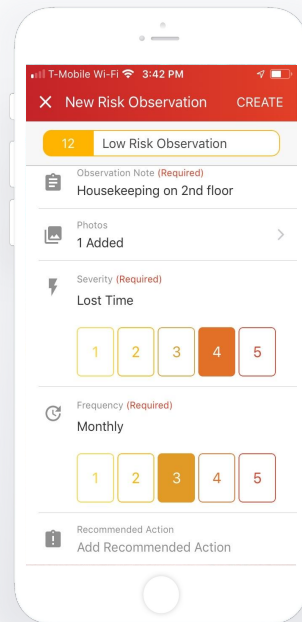 T-Mobile Wi-Fi 3:42 PM
New Risk Observation CREATE
12 Low Risk Observation
Observation Note (Required)
Housekeeping on 2nd floor
Photos
1 Added
Severity (Required)
Lost Time
1 2 3 4 5
Frequency (Required)
Monthly
1 2 3 4 5
Recommended Action
Add Recommended Action